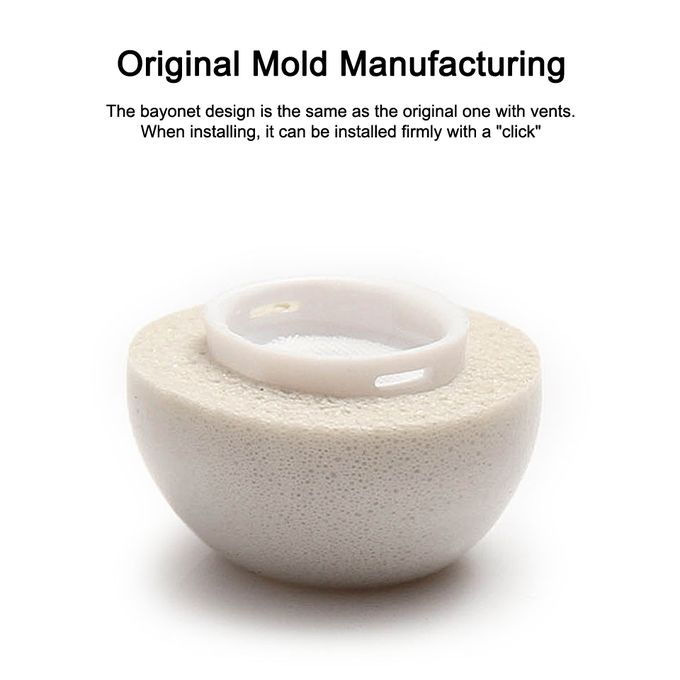 Original Mold Manufacturing
The bayonet design is the same as the original one with vents.
When installing, it can be installed firmly with a "click"